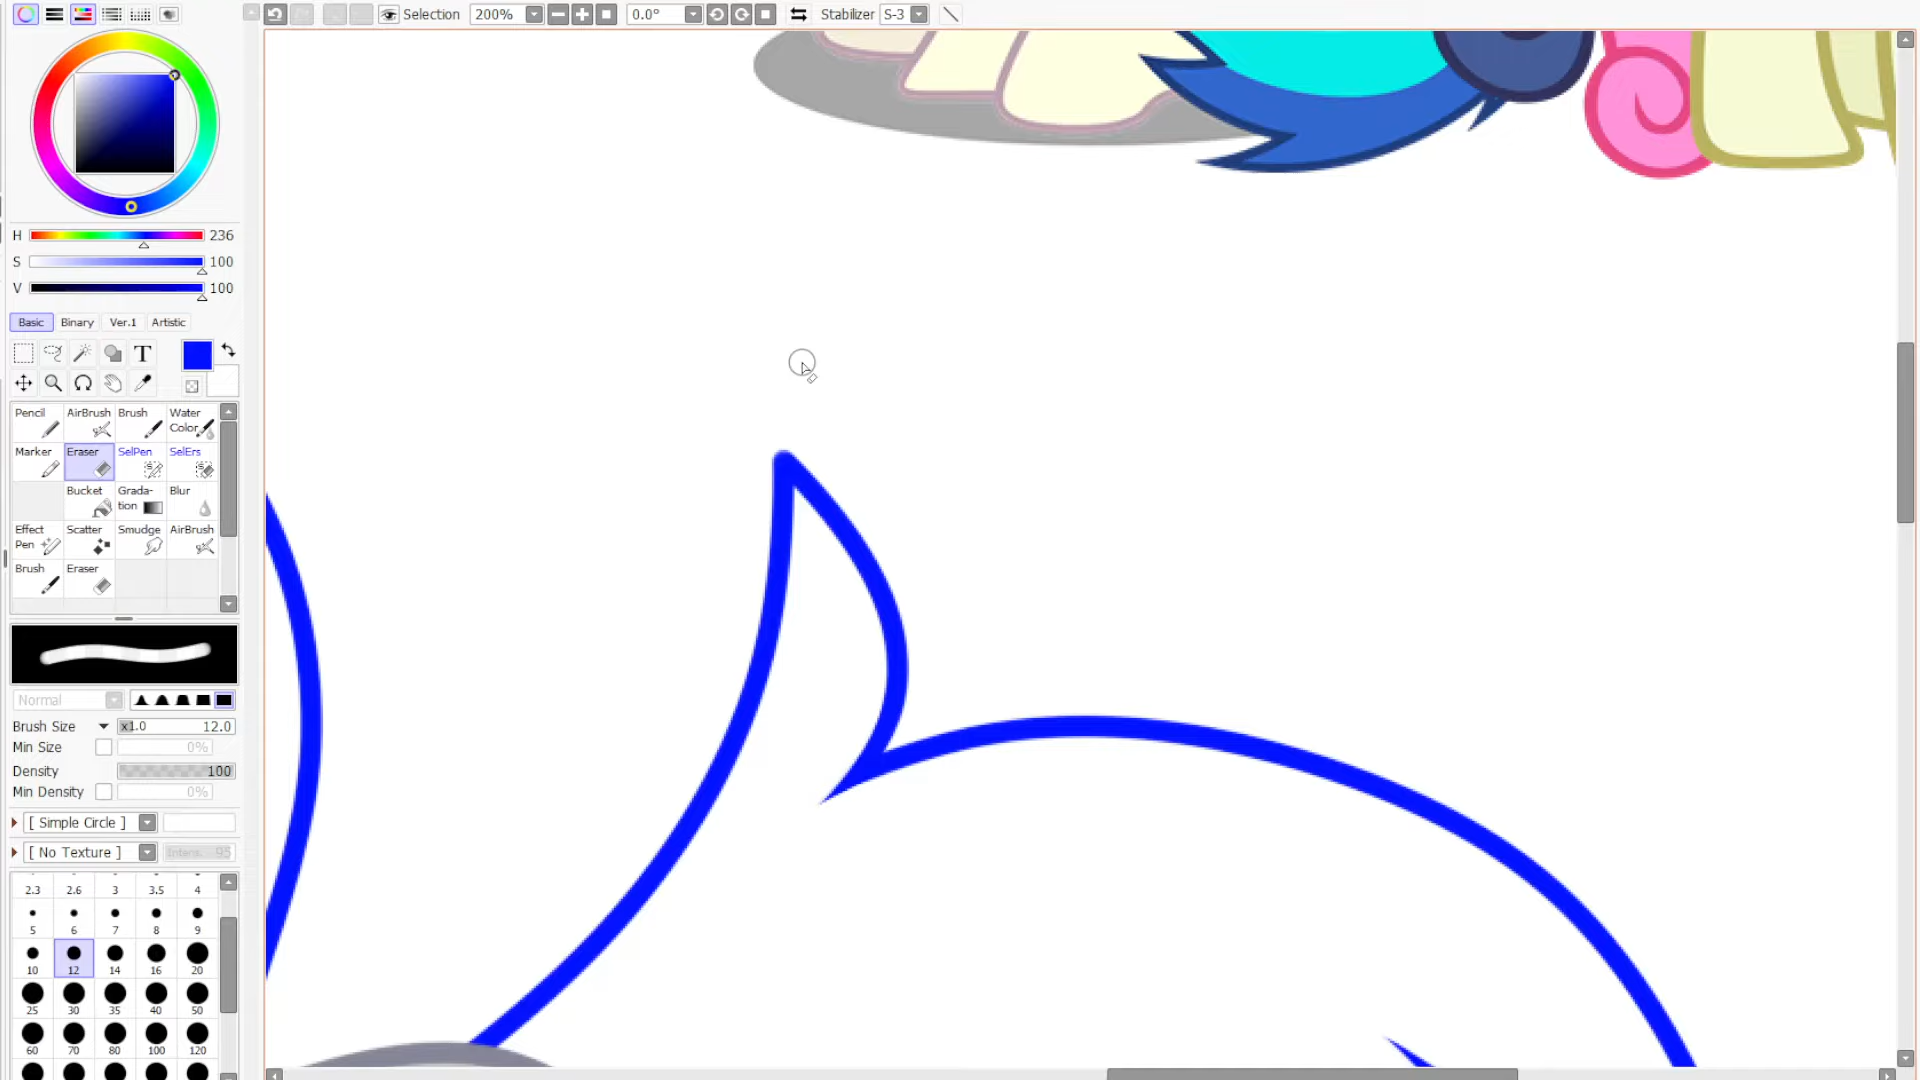 Selection 200% 0.0° Stabilizer S-3
H 236
S 100
V 100
Basic Binary Ver.1 Artistic
T
Pencil AirBrush Brush Water Color
Marker Eraser SelPen SelErs
Bucket Grada-tion Blur
Effect Pen Scatter Smudge AirBrush
Brush Eraser
Normal
Brush Size x1.0 12.0
Min Size 0%
Density 100
Min Density 0%
[ Simple Circle ]
[ No Texture ] Intens. 95
2.3 2.6 3 3.5 4
5 6 7 8 9
10 12 14 16 20
25 30 35 40 50
60 70 80 100 120